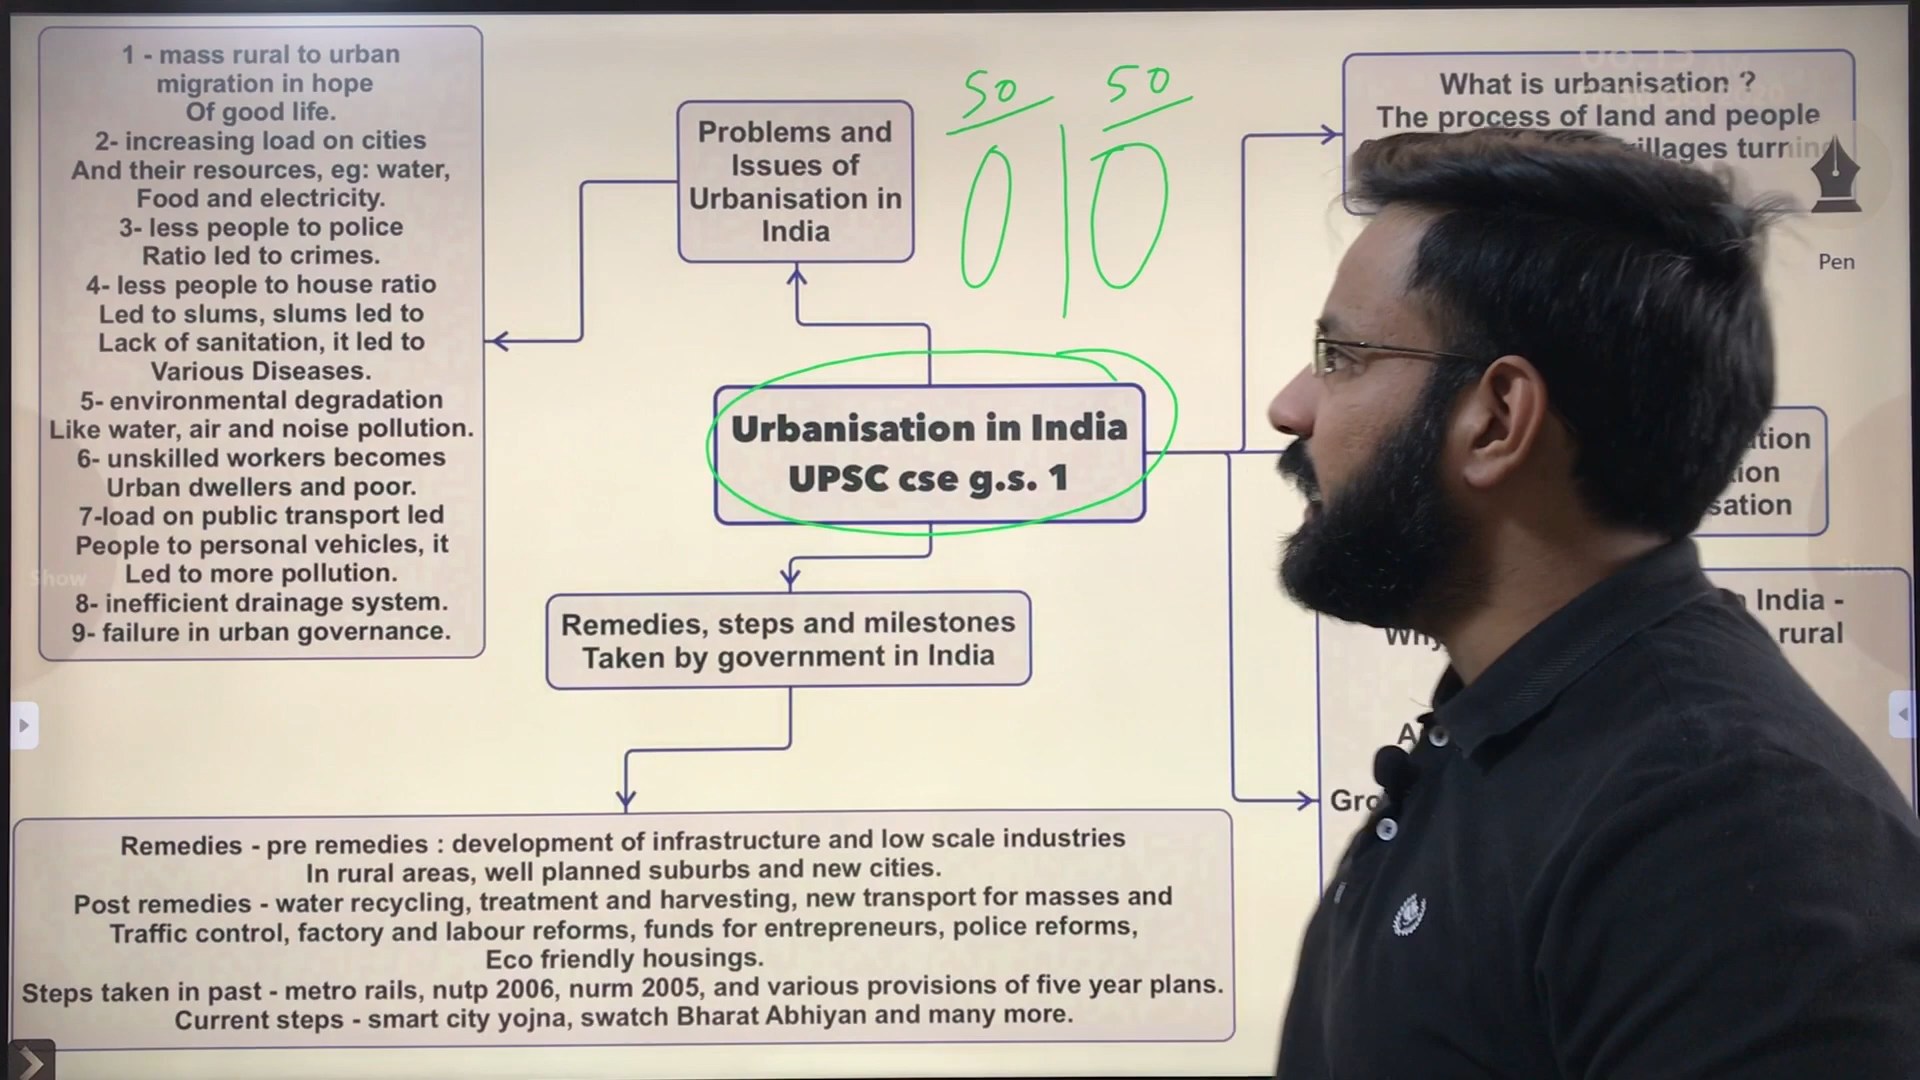 1 - mass rural to urban
migration in hope
Of good life.
2- increasing load on cities
And their resources, eg: water,
Food and electricity.
3- less people to police
Ratio led to crimes.
4- less people to house ratio
Led to slums, slums led to
Lack of sanitation, it led to
Various Diseases.
5- environmental degradation
Like water, air and noise pollution.
6- unskilled workers becomes
Urban dwellers and poor.
7-load on public transport led
People to personal vehicles, it
Led to more pollution.
8- inefficient drainage system.
9- failure in urban governance.
Problems and
Issues of
Urbanisation in
India
50 50
What is urbanisation ?
The process of land and people
turning
Pen
Urbanisation in India
UPSC cse g.s. 1
India -
rural
Show
Remedies, steps and milestones
Taken by government in India
Remedies - pre remedies : development of infrastructure and low scale industries
In rural areas, well planned suburbs and new cities.
Post remedies - water recycling, treatment and harvesting, new transport for masses and
Traffic control, factory and labour reforms, funds for entrepreneurs, police reforms,
Eco friendly housings.
Steps taken in past - metro rails, nutp 2006, nurm 2005, and various provisions of five year plans.
Current steps - smart city yojna, swatch Bharat Abhiyan and many more.